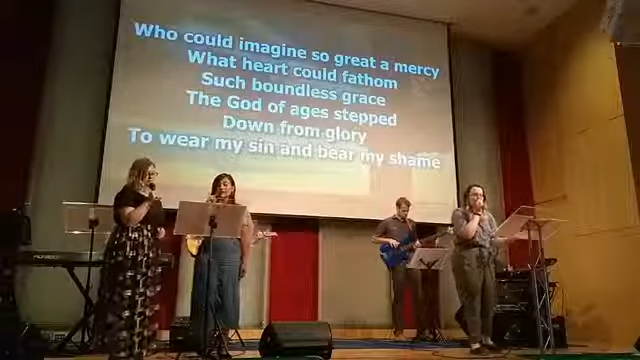 Who could imagine so great a mercy
What heart could fathom
Such boundless grace
The God of ages stepped
Down from glory
To wear my sin and bear my shame